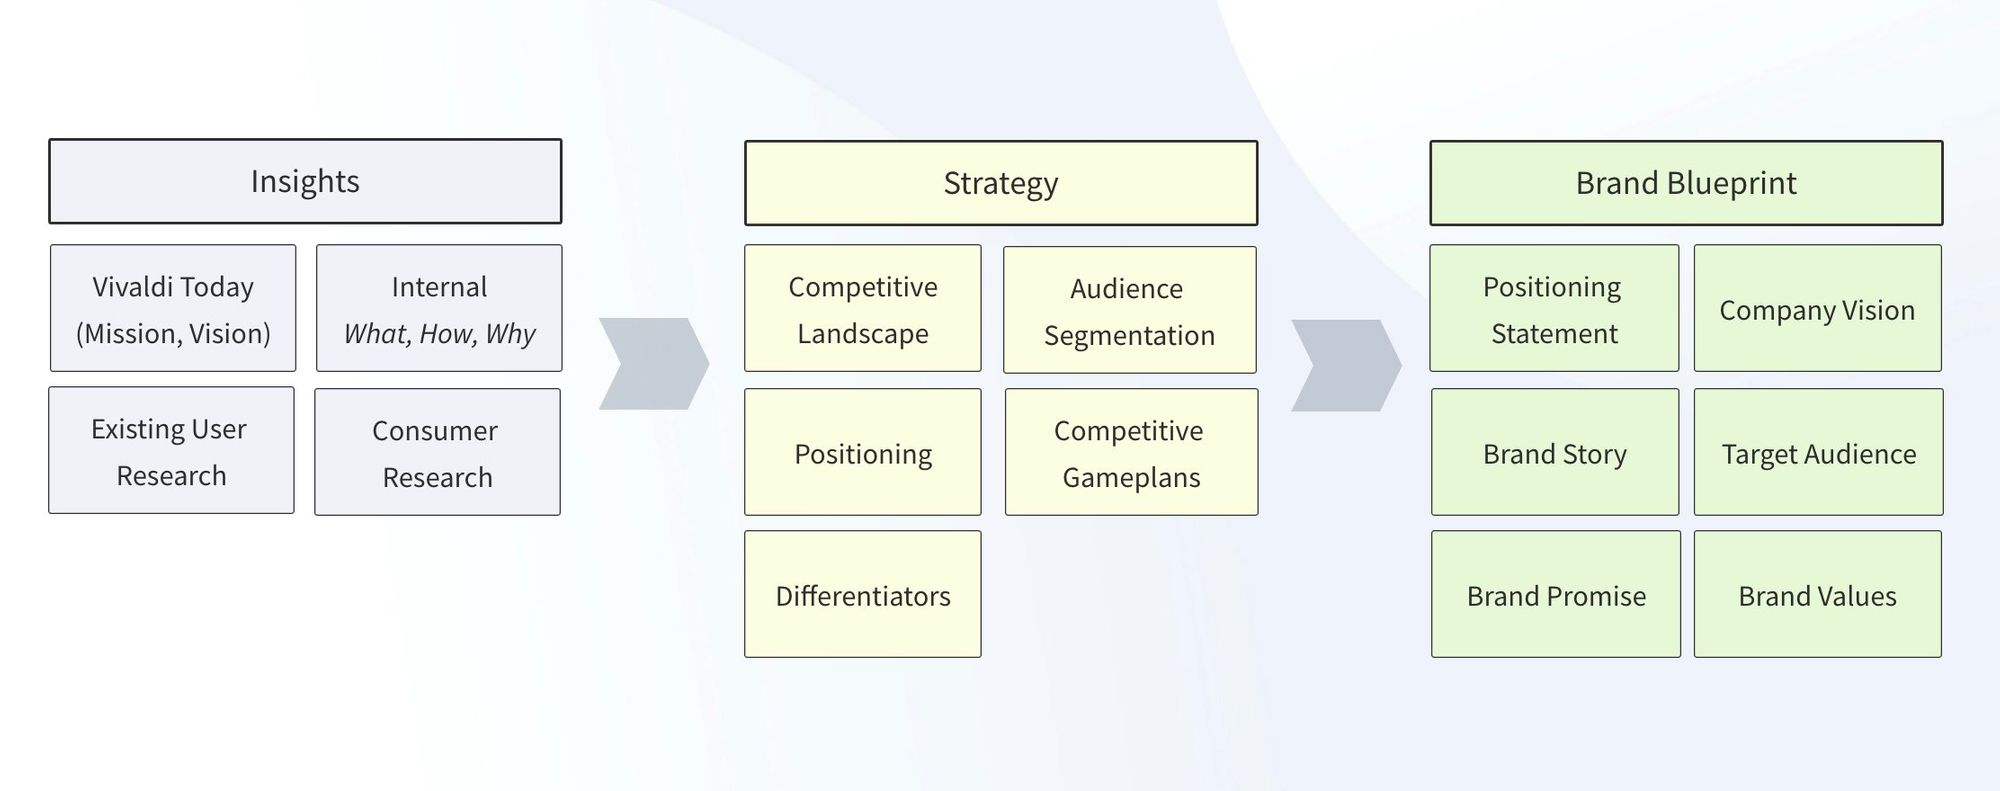 Insights
Vivaldi Today
(Mission, Vision)
Internal
What, How, Why
Existing User
Research
Consumer
Research
Strategy
Competitive
Landscape
Audience
Segmentation
Positioning
Competitive
Gameplans
Differentiators
Brand Blueprint
Positioning
Statement
Company Vision
Brand Story
Target Audience
Brand Promise
Brand Values